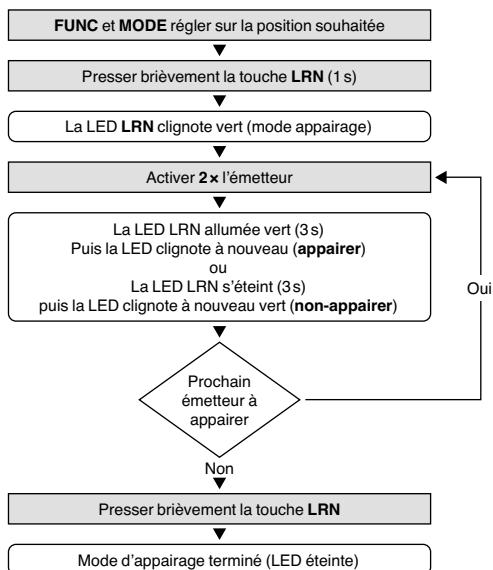 FUNC et MODE régler sur la position souhaitée
Presser brièvement la touche LRN (1 s)
La LED LRN clignote vert (mode appairage)
Activer 2× l'émetteur
La LED LRN allumée vert (3 s)
Puis la LED clignote à nouveau (appairer)
ou
La LED LRN s'éteint (3 s)
puis la LED clignote à nouveau vert (non-appairer)
Oui
Prochain
émetteur à
appairer
Non
Presser brièvement la touche LRN
Mode d'appairage terminé (LED éteinte)